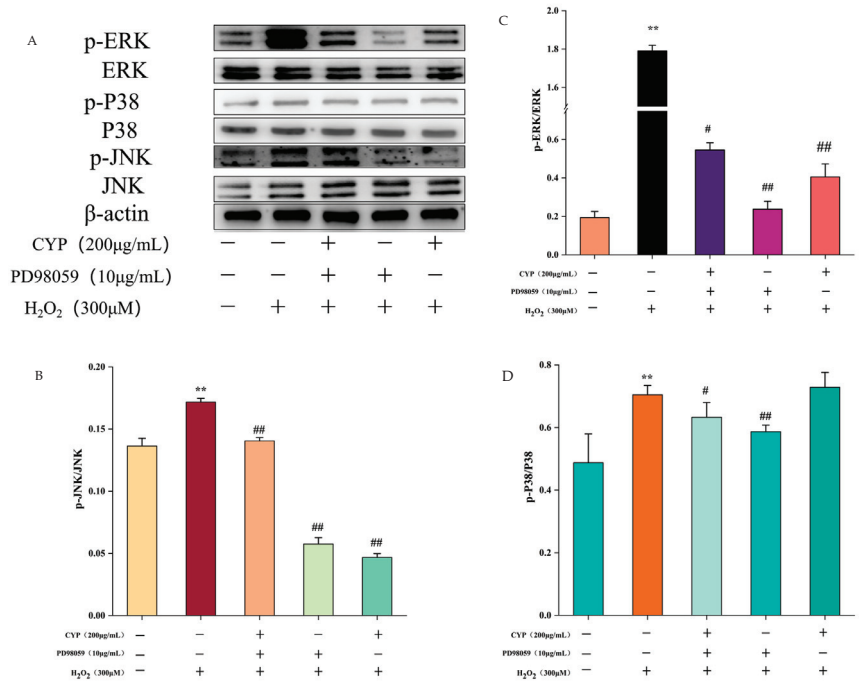 A
p-ERK
ERK
p-P38
P38
p-JNK
JNK
β-actin
CYP (200μg/mL) − − + − +
PD98059 (10μg/mL) − − + + −
H₂O₂ (300μM) − + + + +
C
p-ERK/ERK
1.8
1.2
0.6
0.4
0.2
0.0
**
#
##
##
CYP (200μg/mL) − − + − +
PD98059 (10μg/mL) − − + + −
H₂O₂ (300μM) − + + + +
B
p-JNK/JNK
0.20
0.15
0.10
0.05
0.00
**
##
##
##
CYP (200μg/mL) − − + − +
PD98059 (10μg/mL) − − + + −
H₂O₂ (300μM) − + + + +
D
p-P38/P38
0.8
0.6
0.4
0.2
0.0
**
#
##
CYP (200μg/mL) − − + − +
PD98059 (10μg/mL) − − + + −
H₂O₂ (300μM) − + + + +